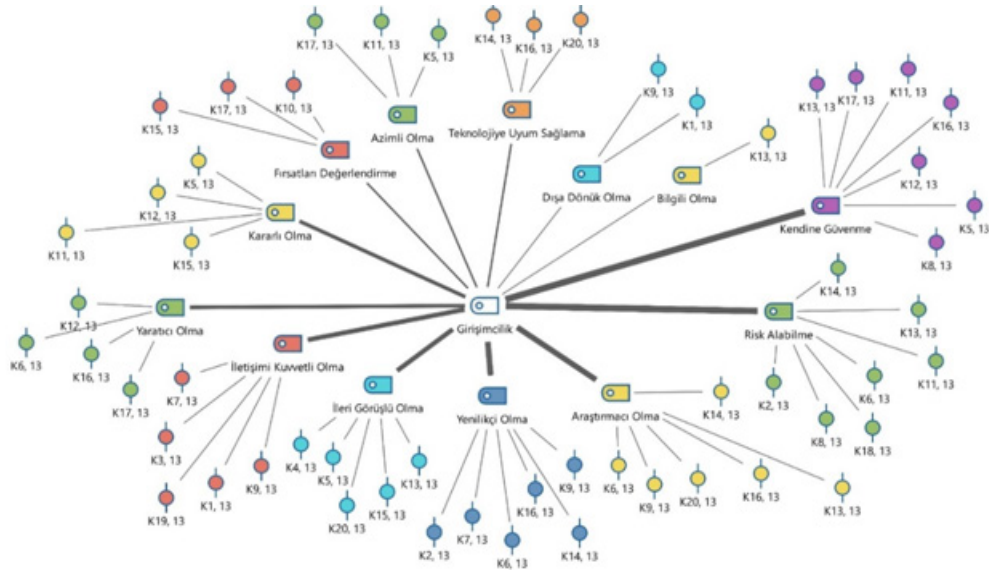 K17, 13
K11, 13
K5, 13
Azimli Olma
K14, 13
K16, 13
K20, 13
Teknolojiye Uyum Sağlama
K9, 13
K1, 13
Dışa Dönük Olma
K13, 13
Bilgili Olma
K13, 13
K17, 13
K11, 13
K16, 13
K12, 13
K5, 13
K8, 13
Kendine Güvenme
K15, 13
K17, 13
K10, 13
Fırsatları Değerlendirme
K5, 13
K12, 13
K11, 13
K15, 13
Kararlı Olma
Girişimcilik
K12, 13
K6, 13
K16, 13
K17, 13
Yaratıcı Olma
K14, 13
K13, 13
K11, 13
K6, 13
K2, 13
K8, 13
K18, 13
Risk Alabilme
İletişimi Kuvvetli Olma
K7, 13
K3, 13
K19, 13
K1, 13
K9, 13
İleri Görüşlü Olma
K4, 13
K5, 13
K20, 13
K15, 13
K13, 13
Yenilikçi Olma
K2, 13
K7, 13
K6, 13
K16, 13
K14, 13
K9, 13
Araştırmacı Olma
K14, 13
K6, 13
K9, 13
K20, 13
K16, 13
K13, 13